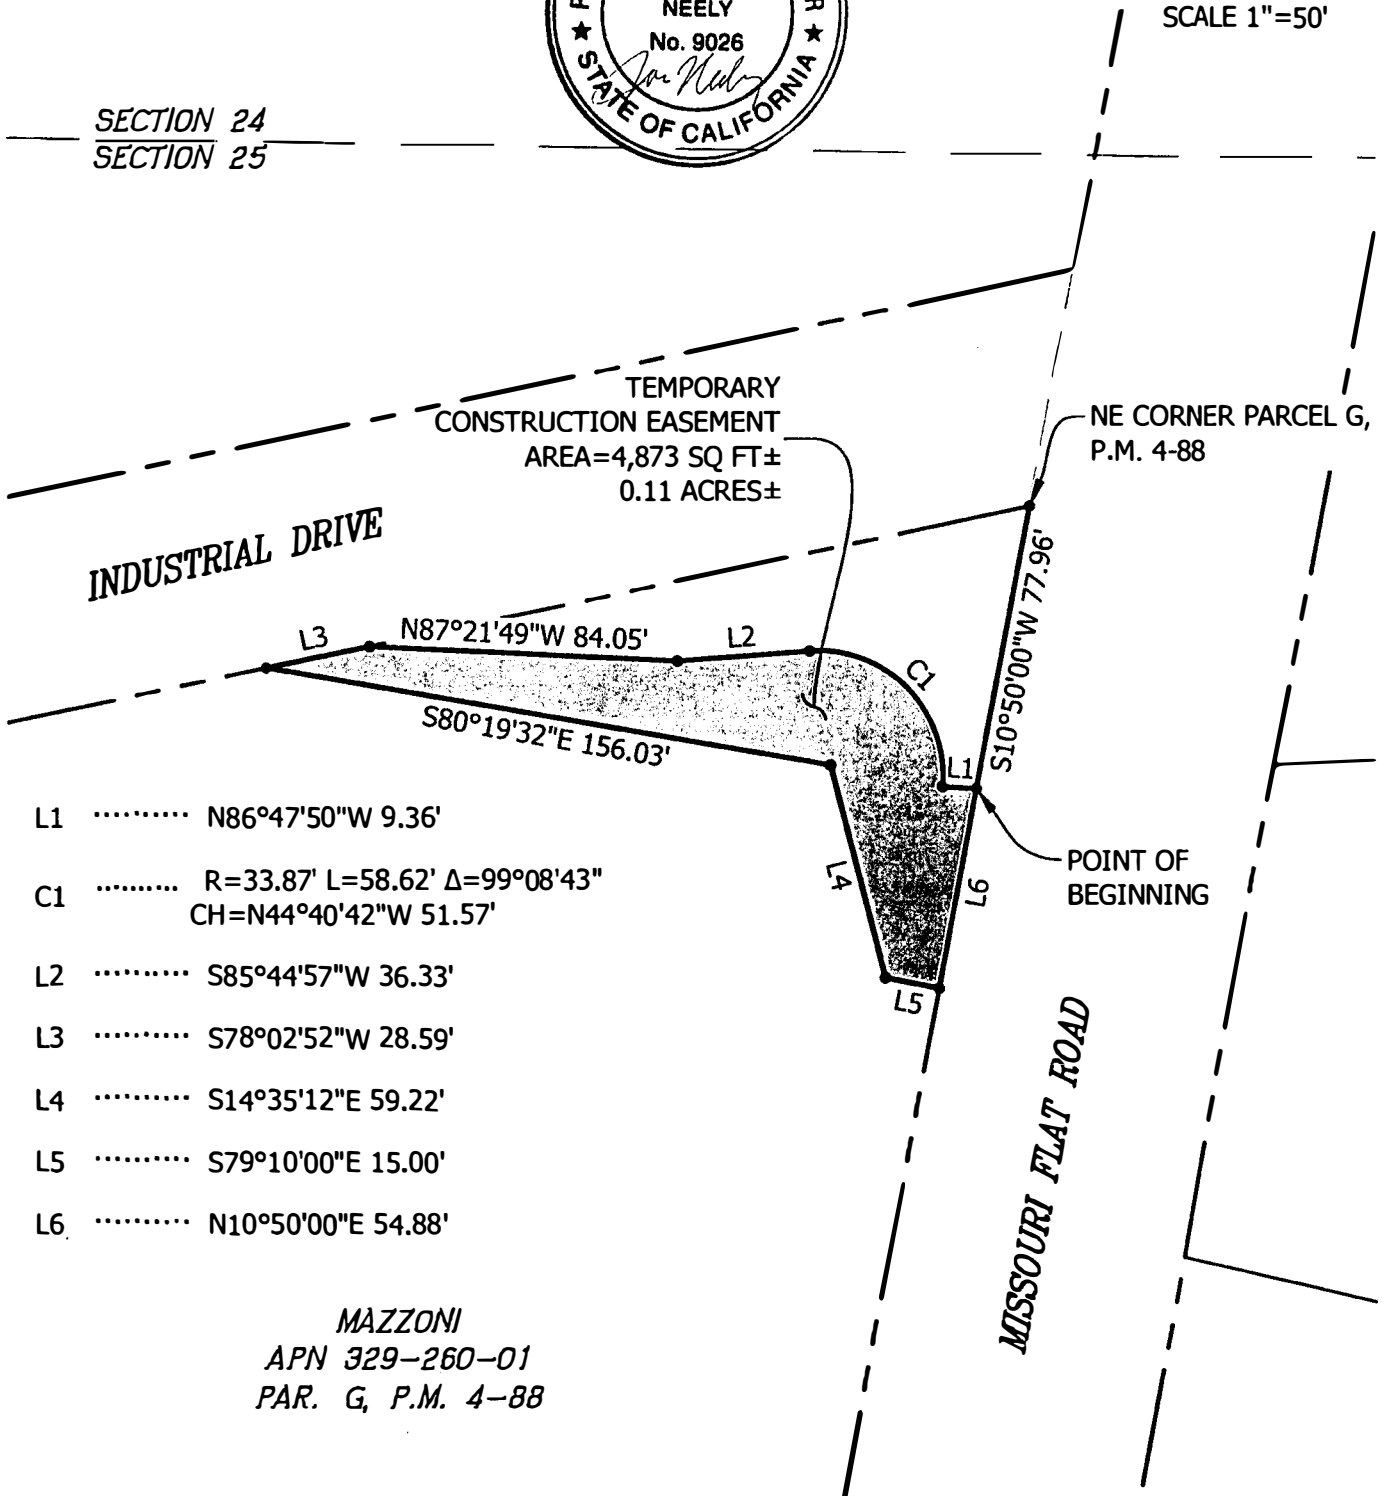 SCALE 1"=50'
NEELY
No. 9026
★ STATE OF CALIFORNIA ★
SECTION 24
SECTION 25
TEMPORARY
CONSTRUCTION EASEMENT
AREA=4,873 SQ FT±
0.11 ACRES±
NE CORNER PARCEL G,
P.M. 4-88
INDUSTRIAL DRIVE
S10°50'00"W 77.96'
L3
N87°21'49"W 84.05'
L2
C1
S80°19'32"E 156.03'
L1
L4
L6
L5
POINT OF
BEGINNING
L1 .......... N86°47'50"W 9.36'
C1 .......... R=33.87' L=58.62' Δ=99°08'43"
CH=N44°40'42"W 51.57'
L2 .......... S85°44'57"W 36.33'
L3 .......... S78°02'52"W 28.59'
L4 .......... S14°35'12"E 59.22'
L5 .......... S79°10'00"E 15.00'
L6 .......... N10°50'00"E 54.88'
MISSOURI FLAT ROAD
MAZZONI
APN 329-260-01
PAR. G, P.M. 4-88